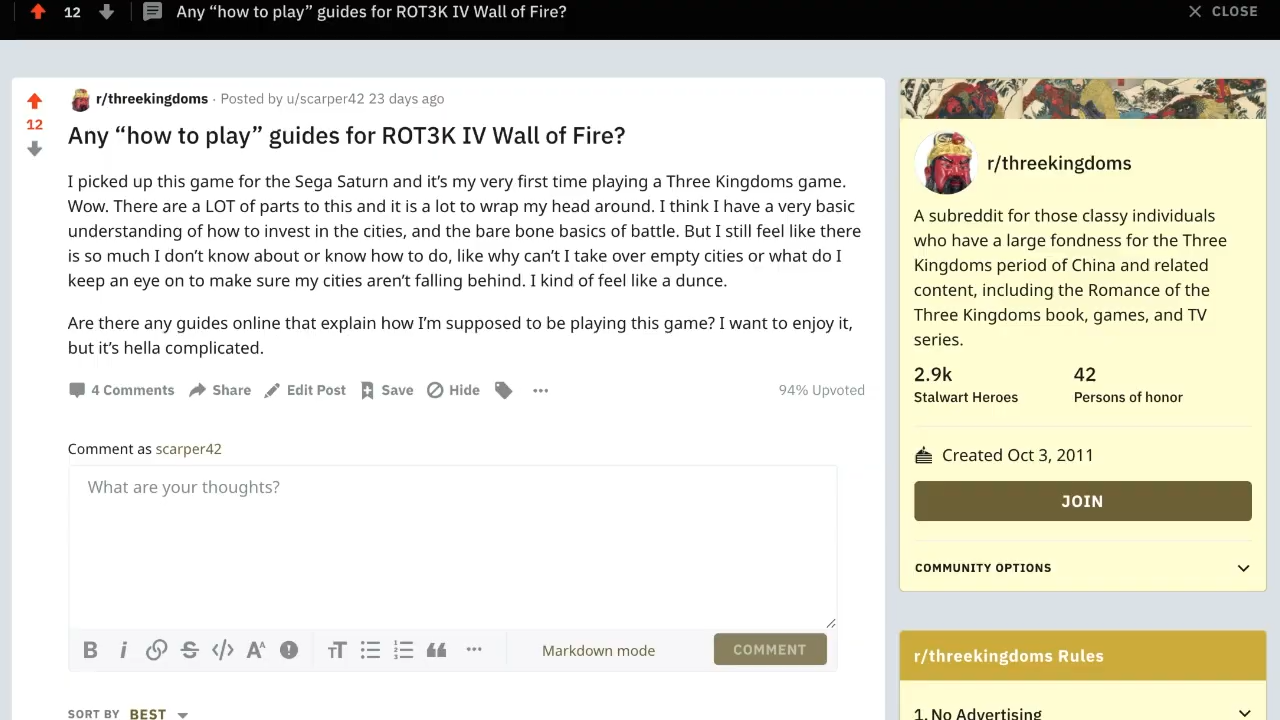 12 Any “how to play” guides for ROT3K IV Wall of Fire? CLOSE
r/threekingdoms · Posted by u/scarper42 23 days ago
12
Any “how to play” guides for ROT3K IV Wall of Fire?
I picked up this game for the Sega Saturn and it’s my very first time playing a Three Kingdoms game.
Wow. There are a LOT of parts to this and it is a lot to wrap my head around. I think I have a very basic
understanding of how to invest in the cities, and the bare bone basics of battle. But I still feel like there
is so much I don’t know about or know how to do, like why can’t I take over empty cities or what do I
keep an eye on to make sure my cities aren’t falling behind. I kind of feel like a dunce.
Are there any guides online that explain how I’m supposed to be playing this game? I want to enjoy it,
but it’s hella complicated.
4 Comments Share Edit Post Save Hide 94% Upvoted
Comment as scarper42
What are your thoughts?
Markdown mode COMMENT
SORT BY BEST
r/threekingdoms
A subreddit for those classy individuals
who have a large fondness for the Three
Kingdoms period of China and related
content, including the Romance of the
Three Kingdoms book, games, and TV
series.
2.9k 42
Stalwart Heroes Persons of honor
Created Oct 3, 2011
JOIN
COMMUNITY OPTIONS
r/threekingdoms Rules
1. No Advertising